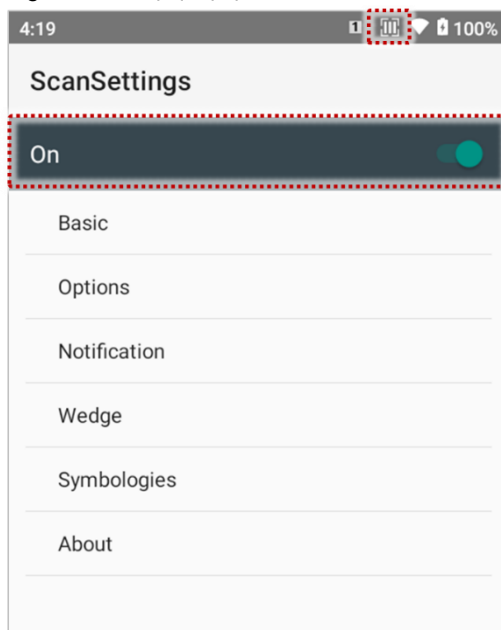 4:19 1 100%
ScanSettings
On
Basic
Options
Notification
Wedge
Symbologies
About